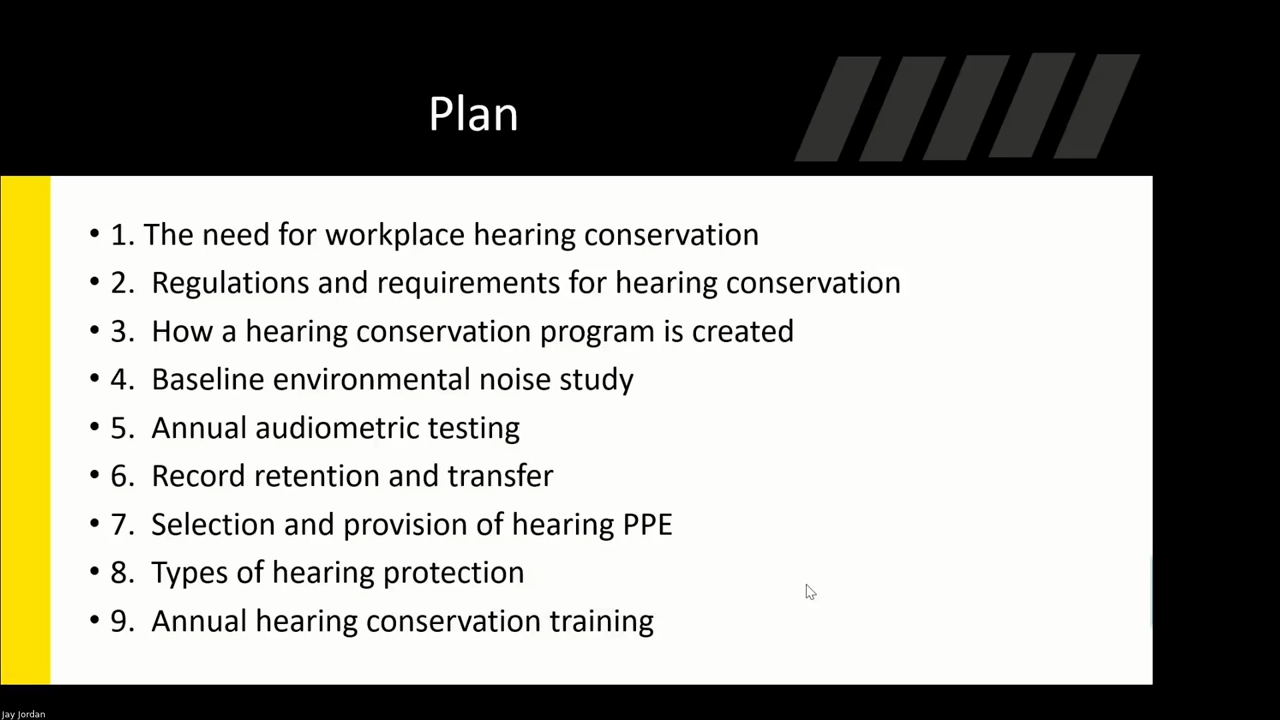 Plan
• 1. The need for workplace hearing conservation
• 2. Regulations and requirements for hearing conservation
• 3. How a hearing conservation program is created
• 4. Baseline environmental noise study
• 5. Annual audiometric testing
• 6. Record retention and transfer
• 7. Selection and provision of hearing PPE
• 8. Types of hearing protection
• 9. Annual hearing conservation training
Jay Jordan